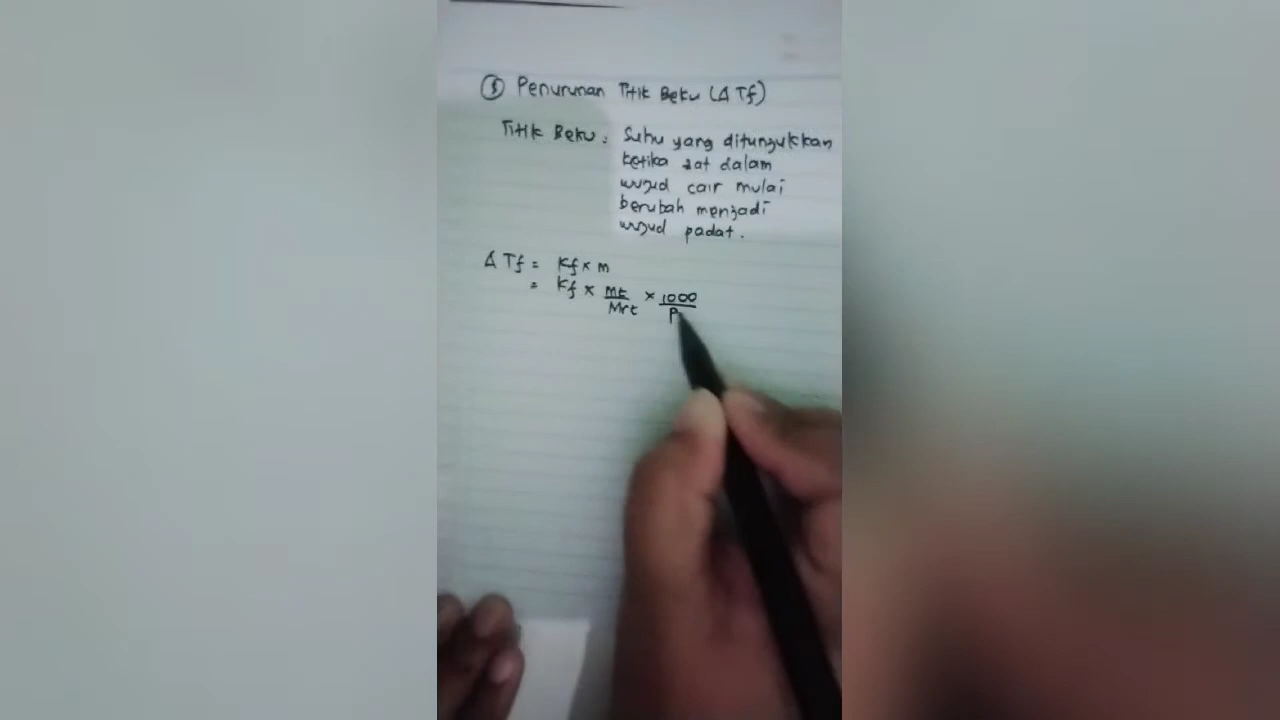 ⑤ Penurunan Titik Beku (Δ Tf)
Titik Beku : Suhu yang ditunjukkan
ketika zat dalam
wujud cair mulai
berubah menjadi
wujud padat.
Δ Tf = Kf × m
= Kf × Mt/Mrt × 1000/P